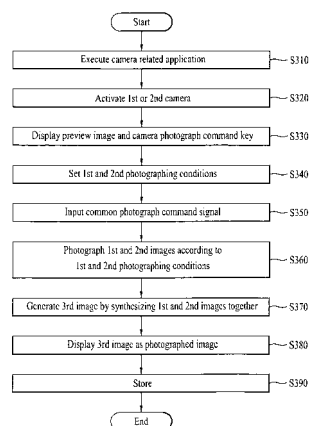 Start
Execute camera related application
S310
Activate 1st or 2nd camera
S320
Display preview image and camera photograph command key
S330
Set 1st and 2nd photographing conditions
S340
Input common photograph command signal
S350
Photograph 1st and 2nd images according to
1st and 2nd photographing conditions
S360
Generate 3rd image by synthesizing 1st and 2nd images together
S370
Display 3rd image as photographed image
S380
Store
S390
End